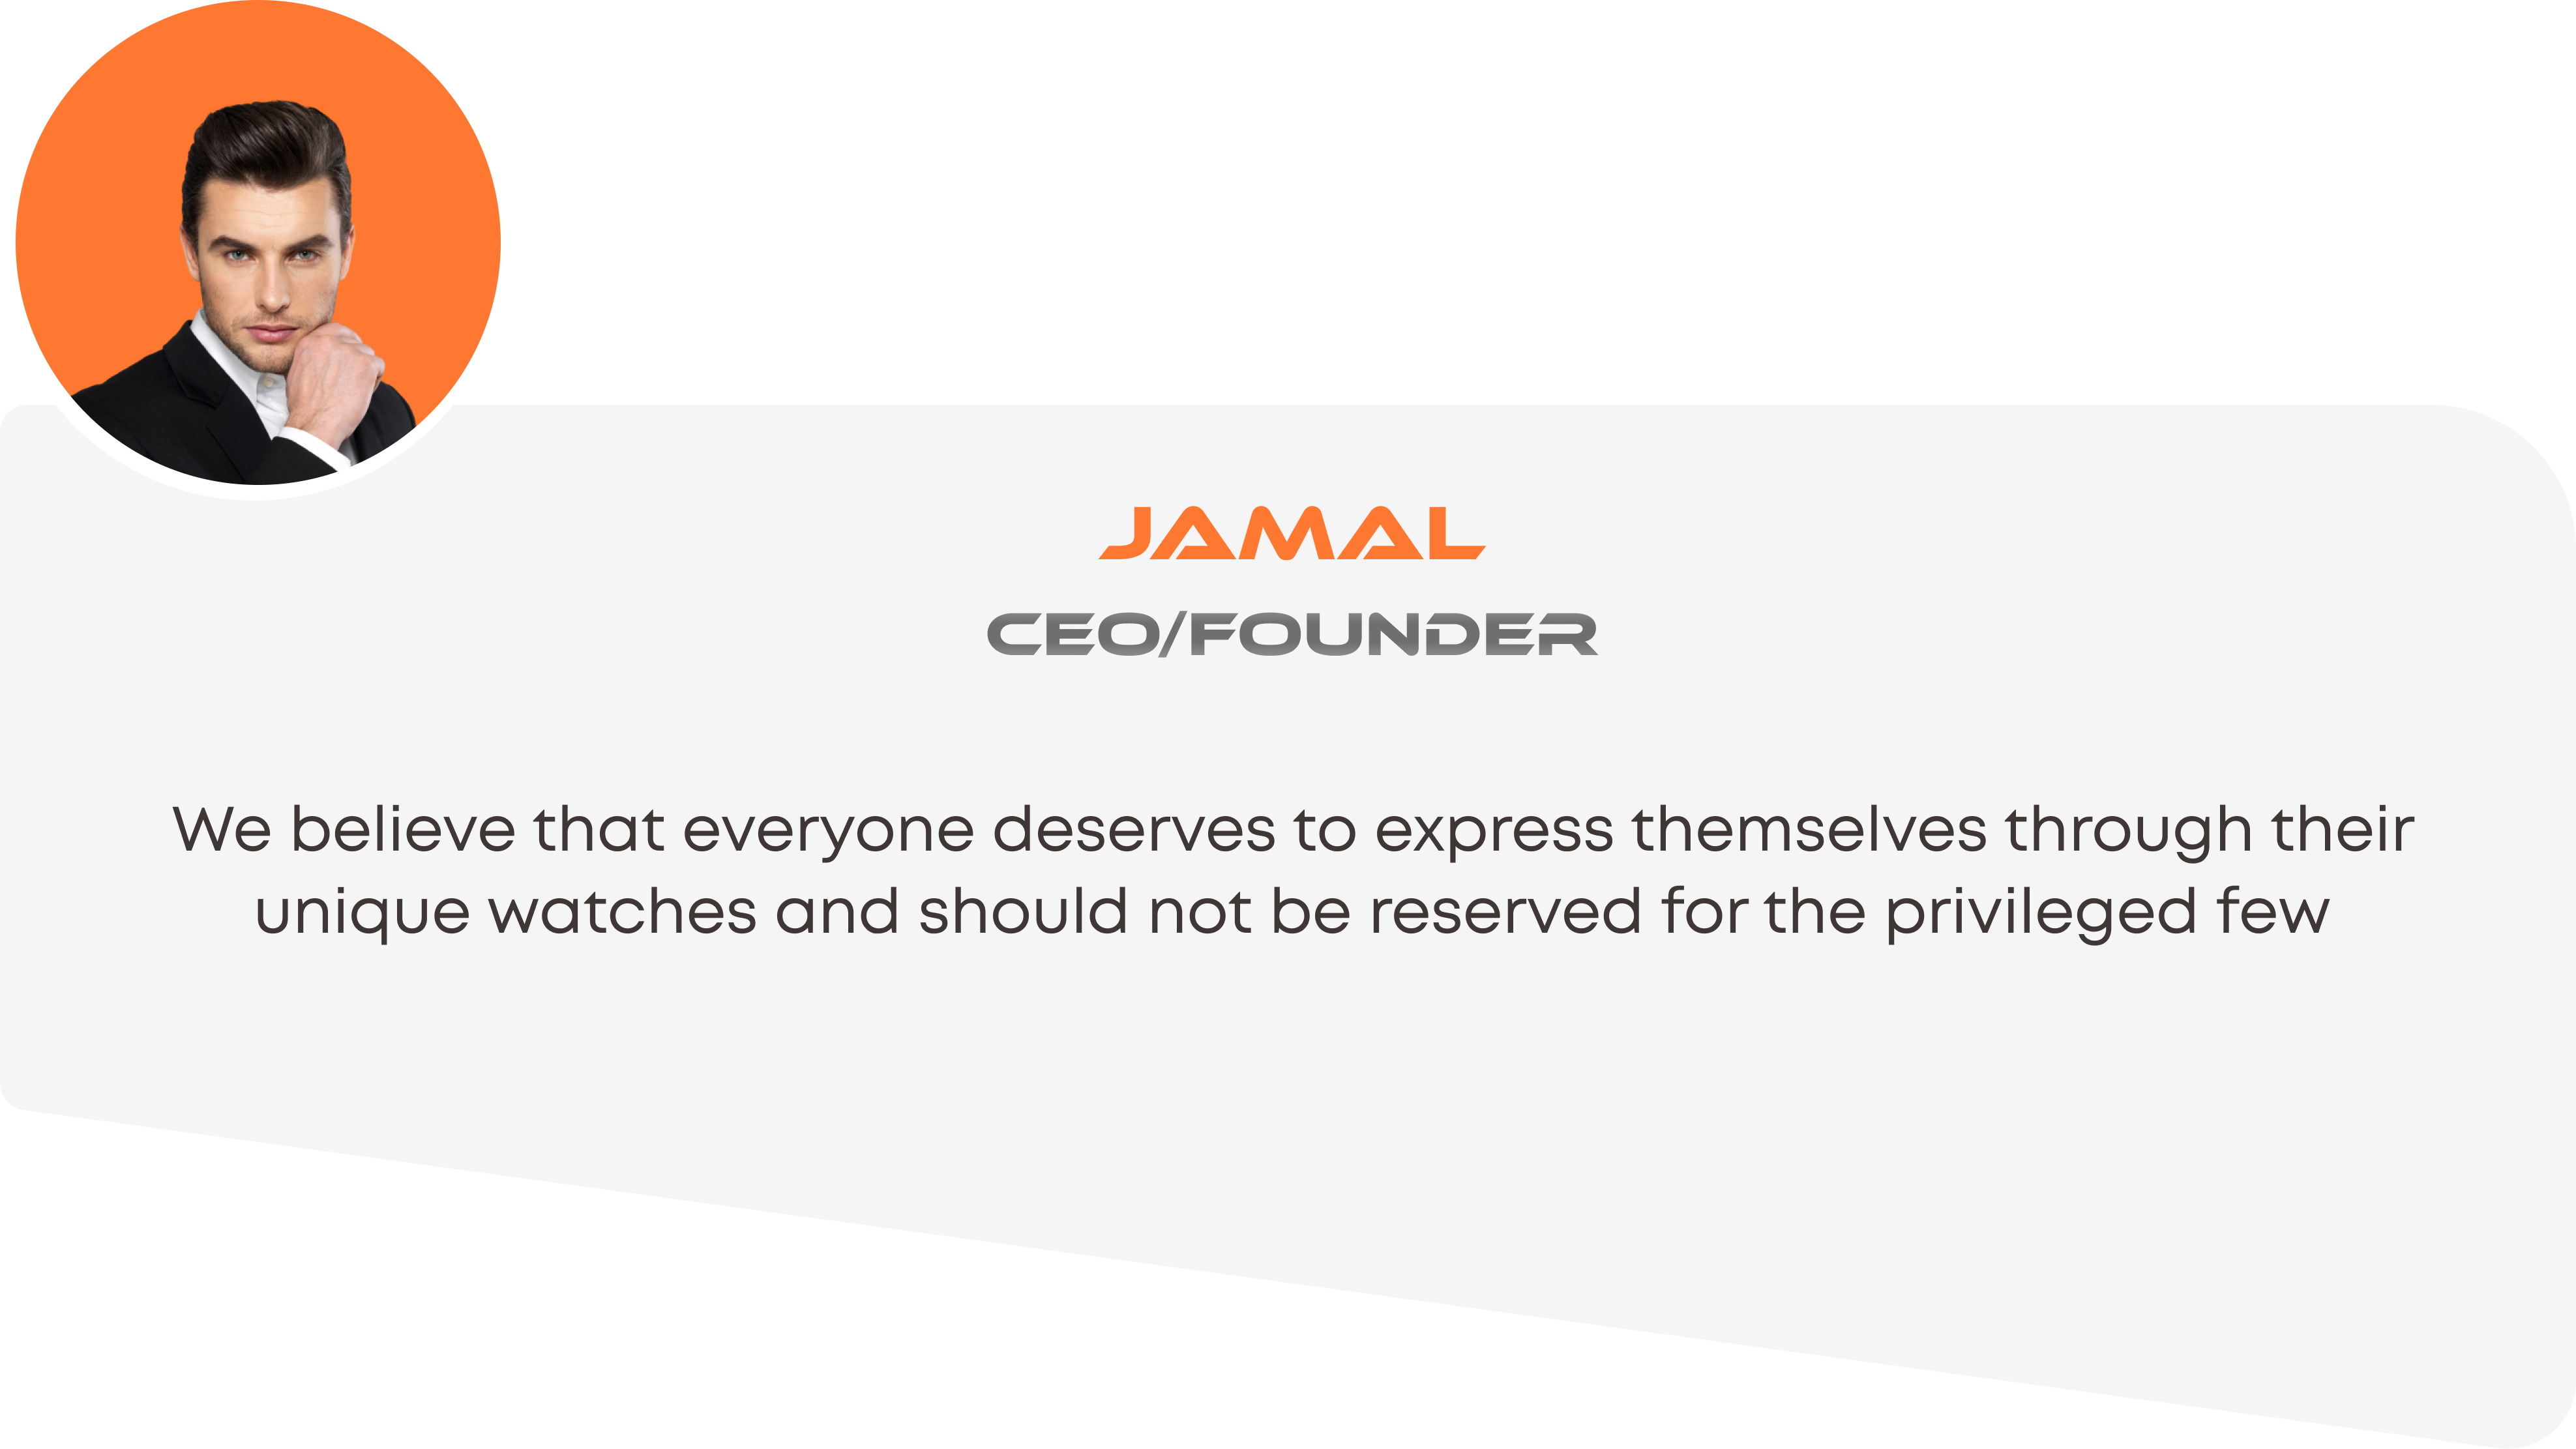 JAMAL
CEO/FOUNDER
We believe that everyone deserves to express themselves through their
unique watches and should not be reserved for the privileged few